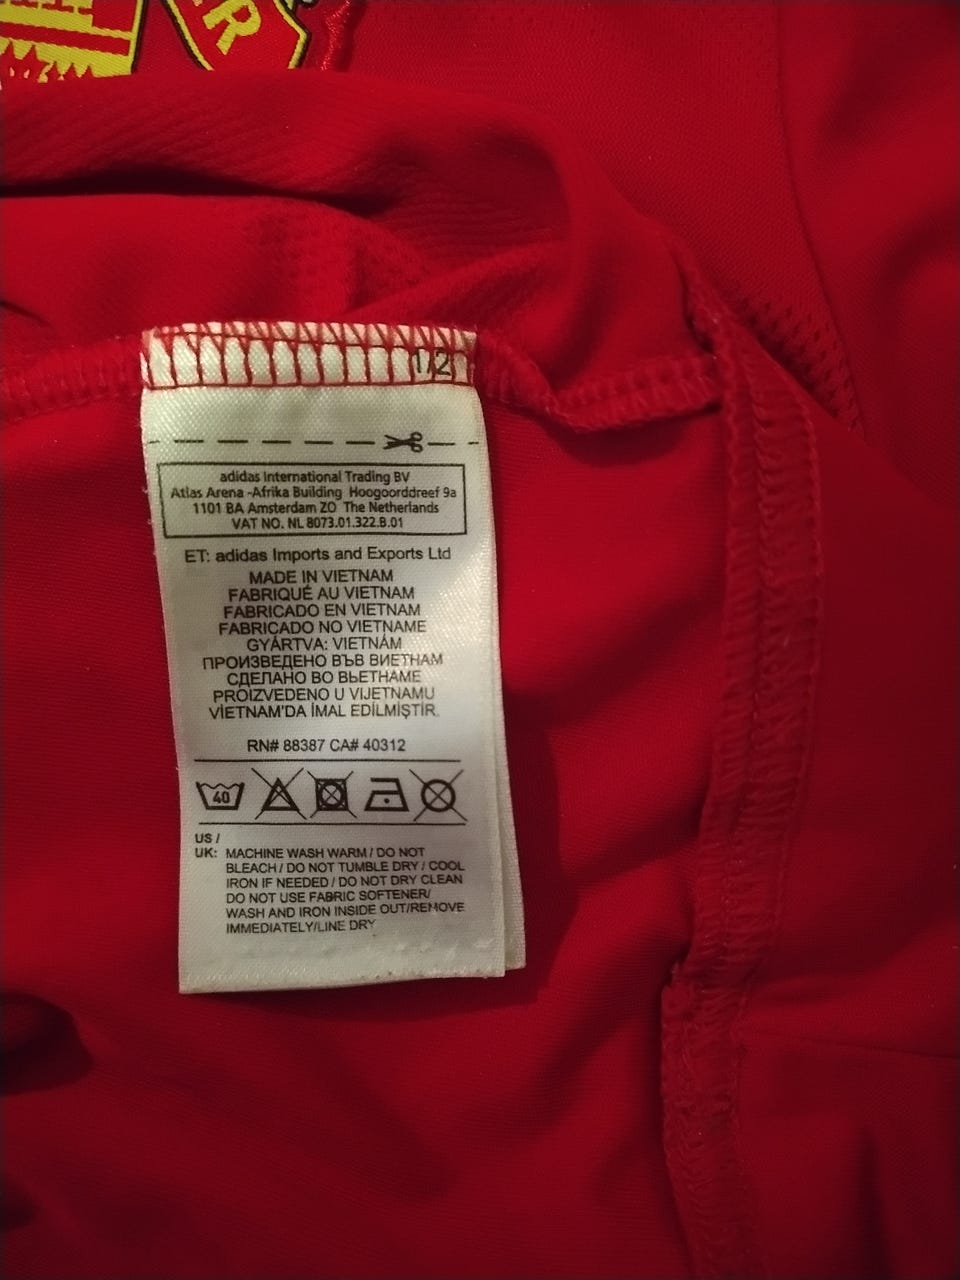 ER
1/2
adidas International Trading BV
Atlas Arena -Afrika Building Hoogoorddreef 9a
1101 BA Amsterdam ZO The Netherlands
VAT NO. NL 8073.01.322.B.01
ET: adidas Imports and Exports Ltd
MADE IN VIETNAM
FABRIQUÉ AU VIETNAM
FABRICADO EN VIETNAM
FABRICADO NO VIETNAME
GYÁRTVA: VIETNÁM
ПРОИЗВЕДЕНО ВЪВ ВИЕТНАМ
СДЕЛАНО ВО ВЬЕТНАМЕ
PROIZVEDENO U VIJETNAMU
VİETNAM'DA İMAL EDİLMİŞTİR.
RN# 88387 CA# 40312
40
US /
UK: MACHINE WASH WARM / DO NOT
BLEACH / DO NOT TUMBLE DRY / COOL
IRON IF NEEDED / DO NOT DRY CLEAN
DO NOT USE FABRIC SOFTENER/
WASH AND IRON INSIDE OUT/REMOVE
IMMEDIATELY/LINE DRY